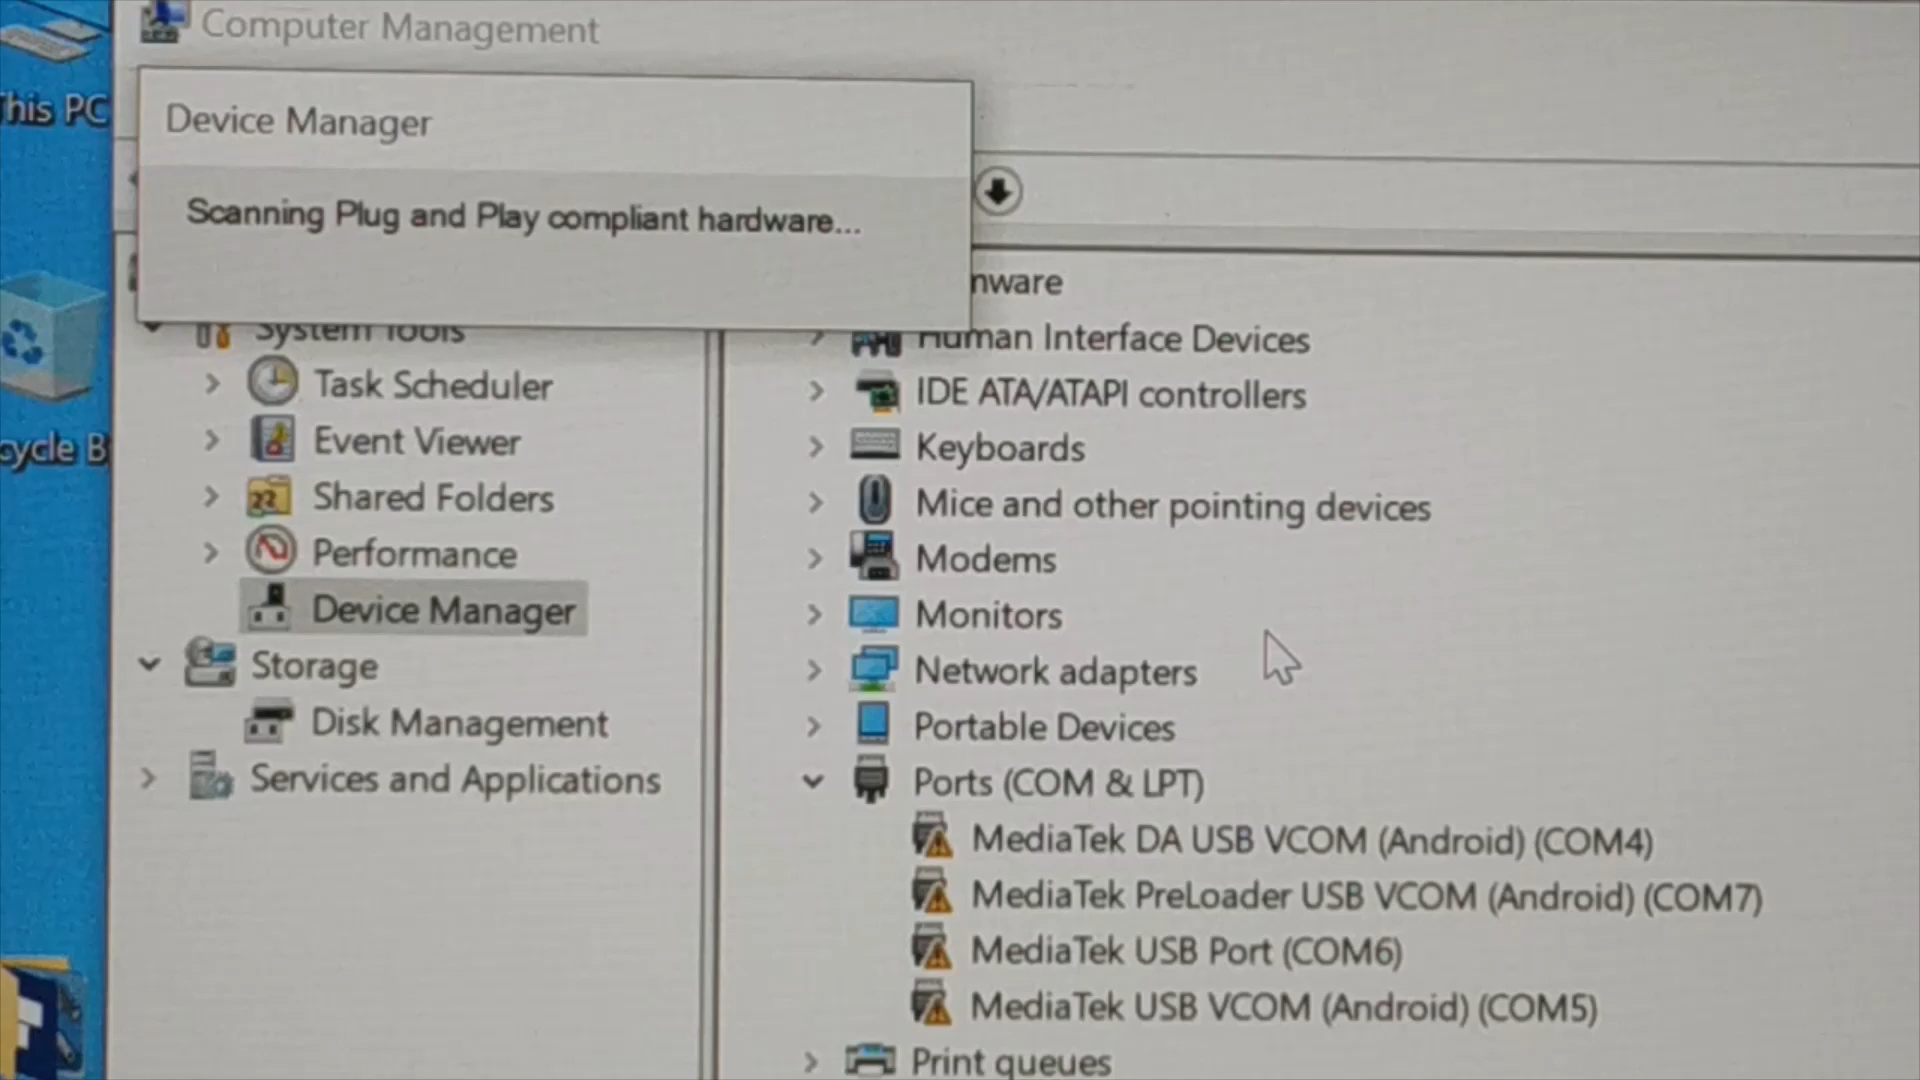 Computer Management
This PC
Device Manager
Scanning Plug and Play compliant hardware...
System Tools
Task Scheduler
Event Viewer
Shared Folders
Performance
Device Manager
Storage
Disk Management
Services and Applications
Human Interface Devices
IDE ATA/ATAPI controllers
Keyboards
Mice and other pointing devices
Modems
Monitors
Network adapters
Portable Devices
Ports (COM & LPT)
MediaTek DA USB VCOM (Android) (COM4)
MediaTek PreLoader USB VCOM (Android) (COM7)
MediaTek USB Port (COM6)
MediaTek USB VCOM (Android) (COM5)
Print queues